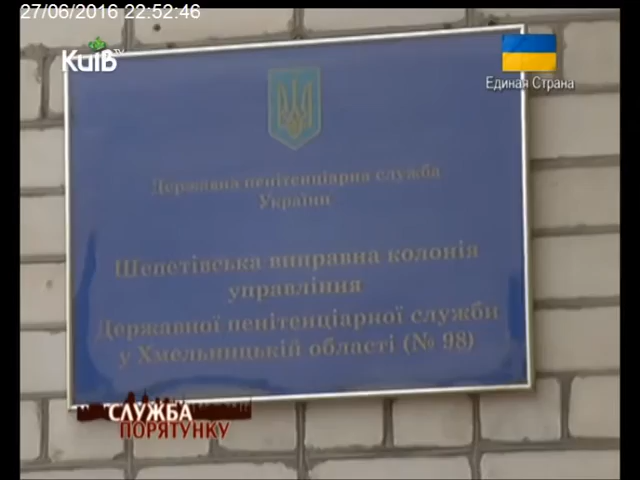 27/06/2016 22:52:46
КиїВ TV
Единая Страна
Державна пенітенціарна служба
України
Шепетівська виправна колонія
управління
Державної пенітенціарної служби
у Хмельницькій області (№ 98)
СЛУЖБА
ПОРЯТУНКУ